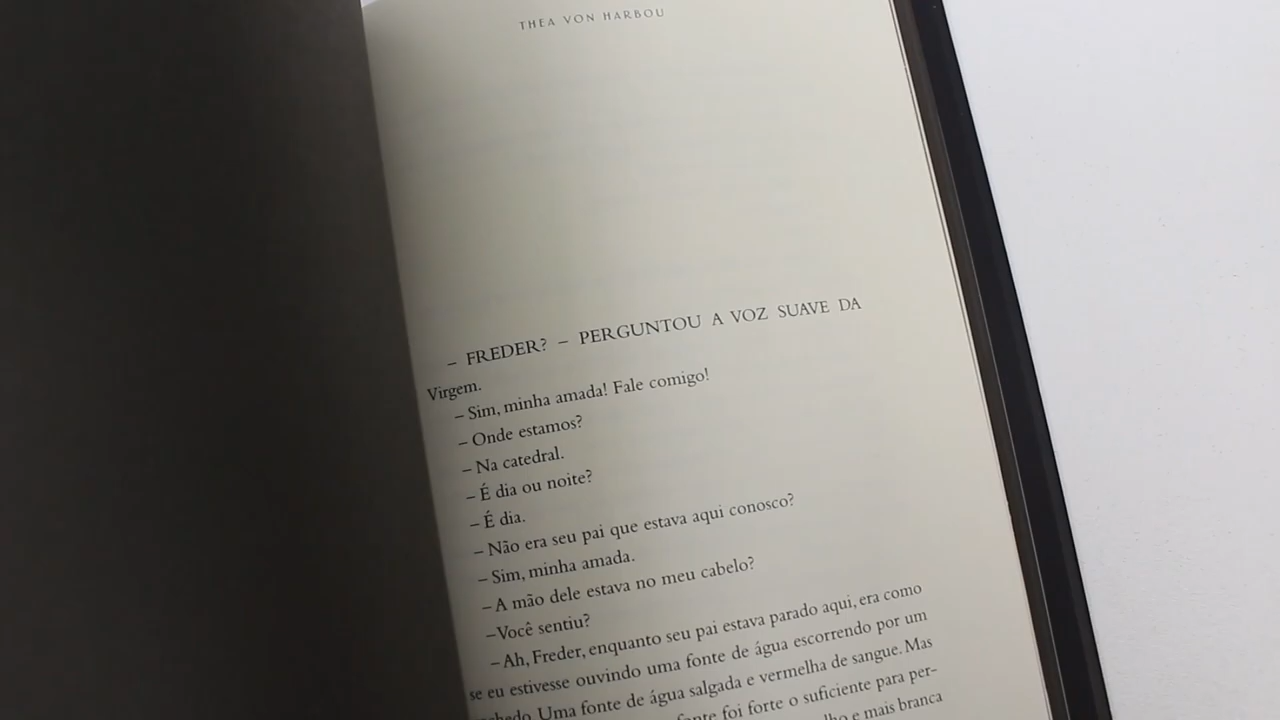 THEA VON HARBOU
– FREDER? – PERGUNTOU A VOZ SUAVE DA
Virgem.
– Sim, minha amada! Fale comigo!
– Onde estamos?
– Na catedral.
– É dia ou noite?
– É dia.
– Não era seu pai que estava aqui conosco?
– Sim, minha amada.
– A mão dele estava no meu cabelo?
– Você sentiu?
– Ah, Freder, enquanto seu pai estava parado aqui, era como
se eu estivesse ouvindo uma fonte de água escorrendo por um
Uma fonte de água salgada e vermelha de sangue. Mas
fonte foi forte o suficiente para per-
e mais branca